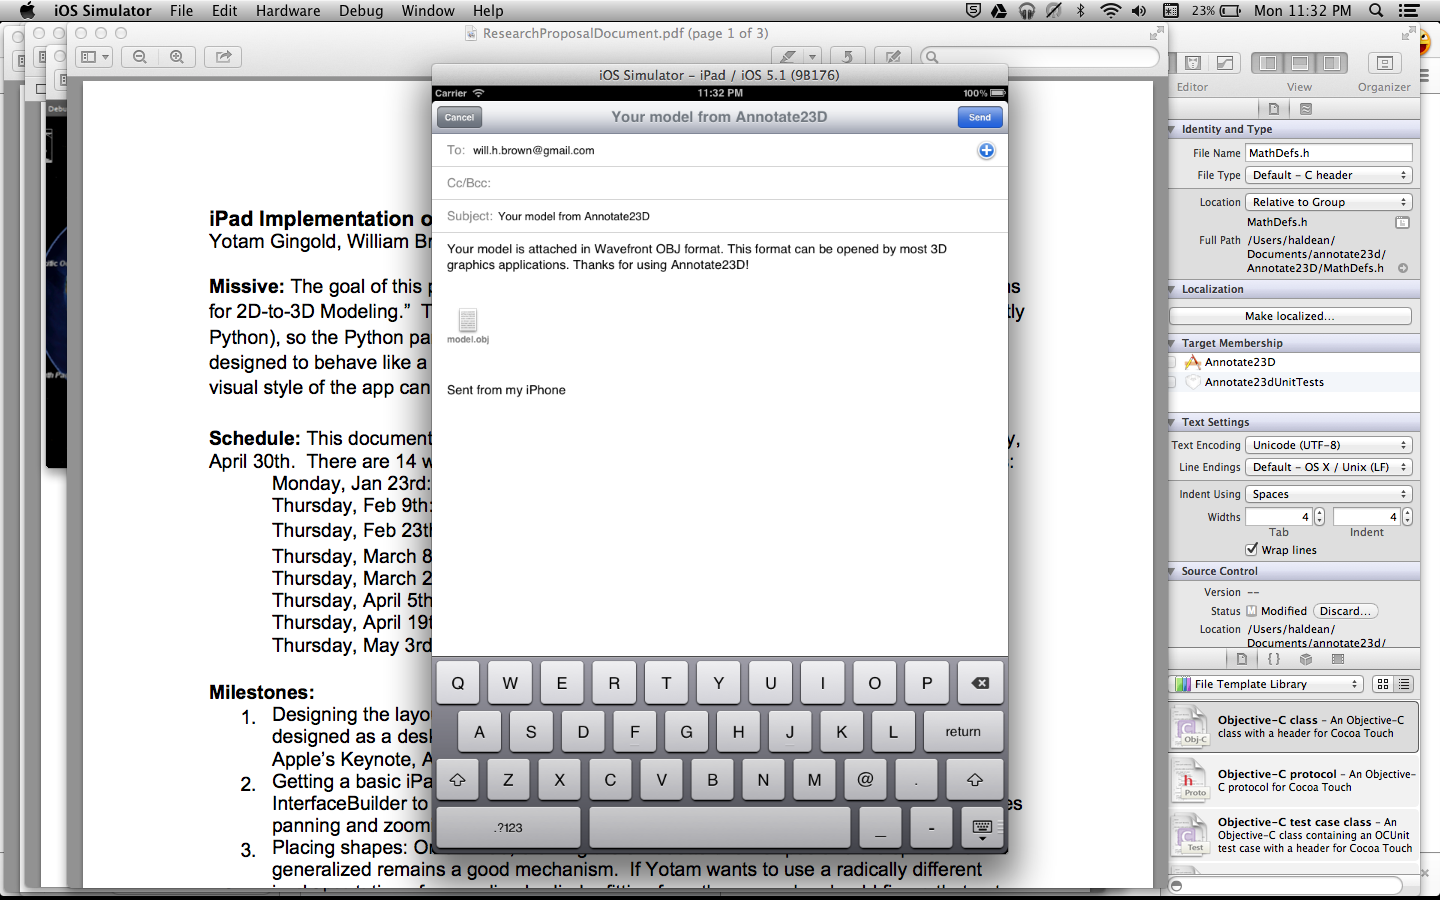 iOS Simulator File Edit Hardware Debug Window Help 23% Mon 11:32 PM
ResearchProposalDocument.pdf (page 1 of 3)
iOS Simulator - iPad / iOS 5.1 (9B176)
Carrier 11:32 PM 100%
Cancel Your model from Annotate23D Send
To: will.h.brown@gmail.com
Cc/Bcc:
Subject: Your model from Annotate23D
Your model is attached in Wavefront OBJ format. This format can be opened by most 3D
graphics applications. Thanks for using Annotate23D!
model.obj
Sent from my iPhone
Q W E R T Y U I O P
A S D F G H J K L return
Z X C V B N M @ .
.?123 _ -
iPad Implementation o
Yotam Gingold, William Br
Missive: The goal of this p
for 2D-to-3D Modeling.” T
Python), so the Python pa
designed to behave like a
visual style of the app can
Schedule: This document
April 30th. There are 14 w
Monday, Jan 23rd:
Thursday, Feb 9th:
Thursday, Feb 23th
Thursday, March 8
Thursday, March 2
Thursday, April 5th
Thursday, April 19t
Thursday, May 3rd
Milestones:
1. Designing the layou
designed as a desk
Apple's Keynote, A
2. Getting a basic iPa
InterfaceBuilder to
panning and zoom
3. Placing shapes: On
generalized remains a good mechanism. If Yotam wants to use a radically different
Editor View Organizer
Identity and Type
File Name MathDefs.h
File Type Default - C header
Location Relative to Group
MathDefs.h
Full Path /Users/haldean/
Documents/annotate23d/
Annotate23D/MathDefs.h
Localization
Make localized...
Target Membership
Annotate23D
Annotate23dUnitTests
Text Settings
Text Encoding Unicode (UTF-8)
Line Endings Default - OS X / Unix (LF)
Indent Using Spaces
Widths 4 4
Tab Indent
Wrap lines
Source Control
Version --
Status M Modified Discard...
Location /Users/haldean/
Documents/annotate23d/
File Template Library
Objective-C class - An Objective-C
class with a header for Cocoa Touch
Obj-C
Objective-C protocol - An Objective-
C protocol for Cocoa Touch
Proto
Objective-C test case class - An
Objective-C class containing an OCUnit
test case with a header for Cocoa Touch
Test